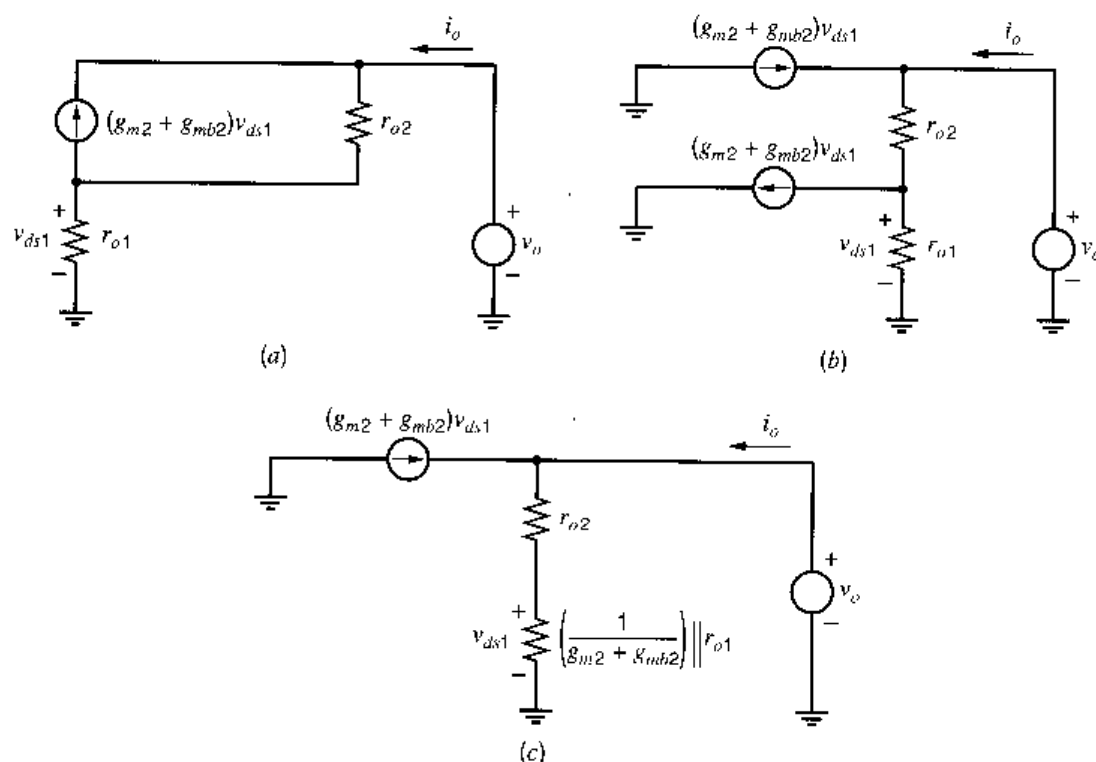 i_o
(g_{m2} + g_{mb2})v_{ds1}
r_{o2}
+
v_{ds1}
r_{o1}
−
+
v_o
−
(a)
(g_{m2} + g_{mb2})v_{ds1}
i_o
r_{o2}
(g_{m2} + g_{mb2})v_{ds1}
+
v_{ds1}
r_{o1}
−
+
v_o
−
(b)
(g_{m2} + g_{mb2})v_{ds1}
i_o
r_{o2}
+
v_{ds1}
(1 / (g_{m2} + g_{mb2})) || r_{o1}
−
+
v_o
−
(c)